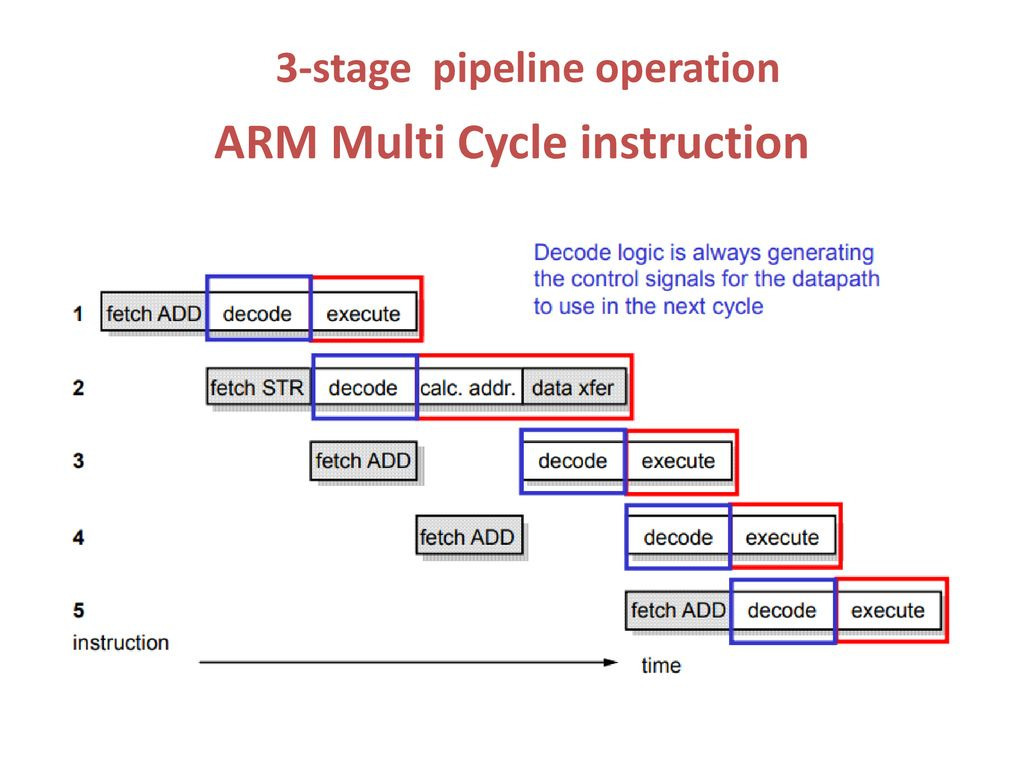 3-stage pipeline operation
ARM Multi Cycle instruction
Decode logic is always generating
the control signals for the datapath
to use in the next cycle
1 fetch ADD decode execute
2 fetch STR decode calc. addr. data xfer
3 fetch ADD decode execute
4 fetch ADD decode execute
5 fetch ADD decode execute
instruction
time